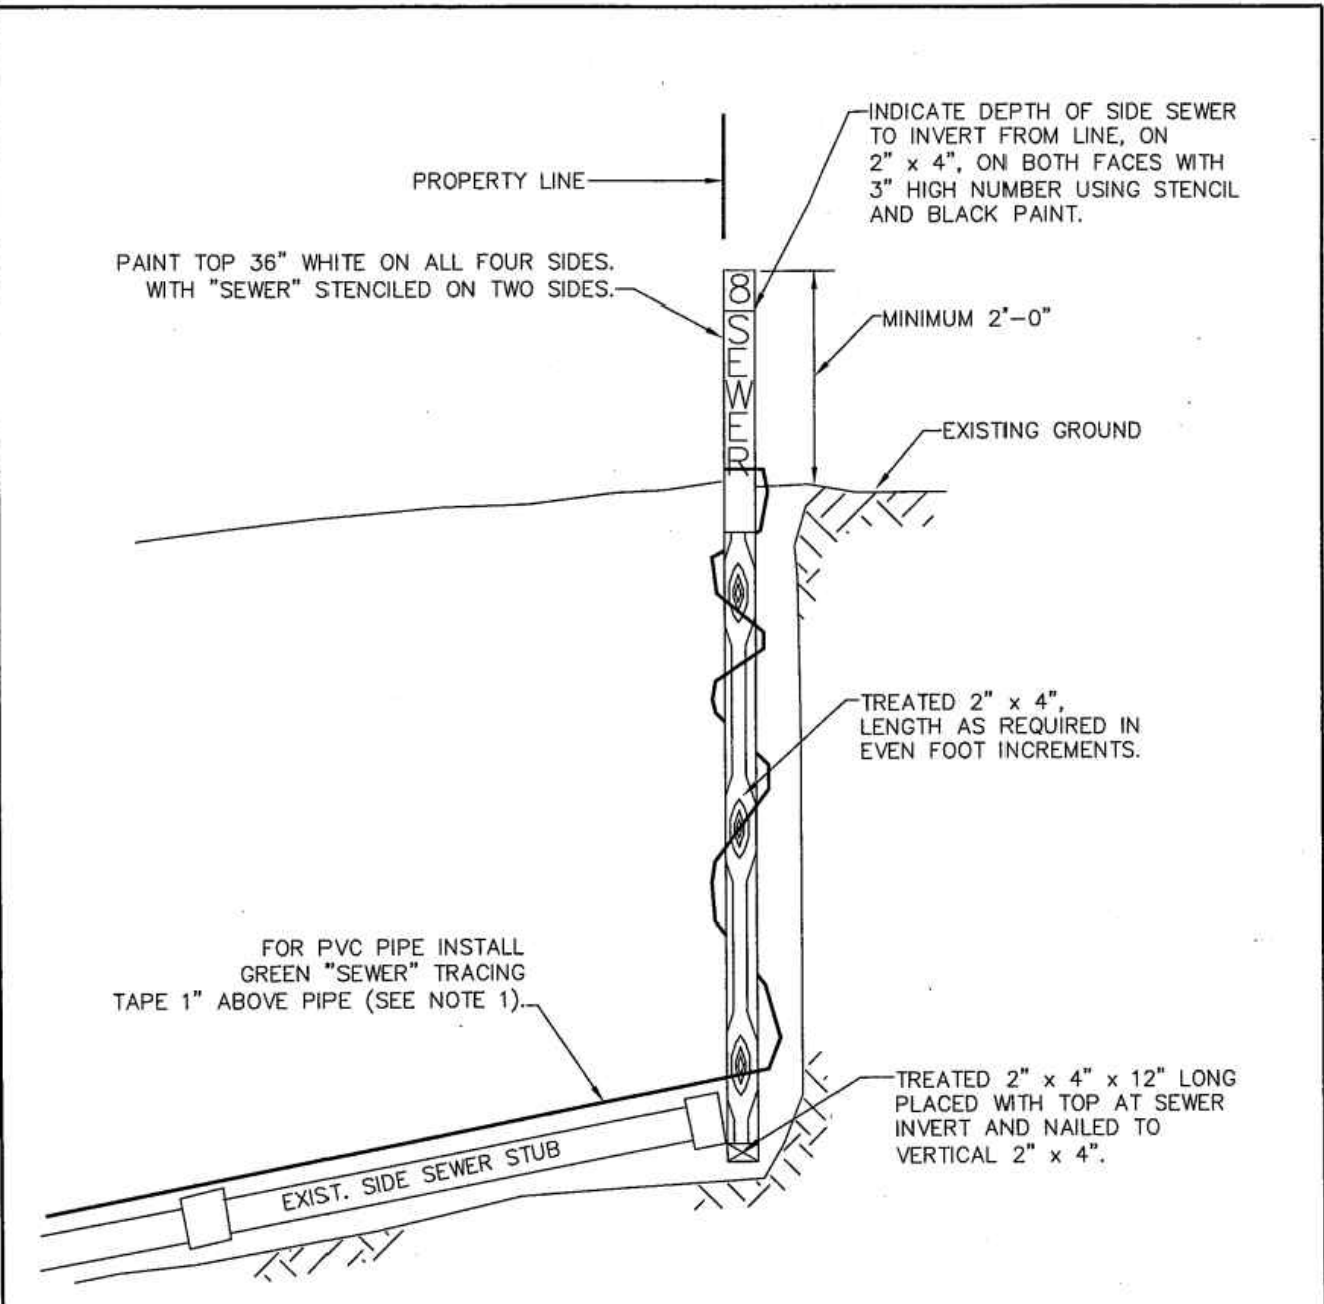 INDICATE DEPTH OF SIDE SEWER
TO INVERT FROM LINE, ON
2" x 4", ON BOTH FACES WITH
3" HIGH NUMBER USING STENCIL
AND BLACK PAINT.
PROPERTY LINE
PAINT TOP 36" WHITE ON ALL FOUR SIDES.
WITH "SEWER" STENCILED ON TWO SIDES.
8
SEWER
MINIMUM 2'-0"
EXISTING GROUND
TREATED 2" x 4",
LENGTH AS REQUIRED IN
EVEN FOOT INCREMENTS.
FOR PVC PIPE INSTALL
GREEN "SEWER" TRACING
TAPE 1" ABOVE PIPE (SEE NOTE 1).
TREATED 2" x 4" x 12" LONG
PLACED WITH TOP AT SEWER
INVERT AND NAILED TO
VERTICAL 2" x 4".
EXIST. SIDE SEWER STUB